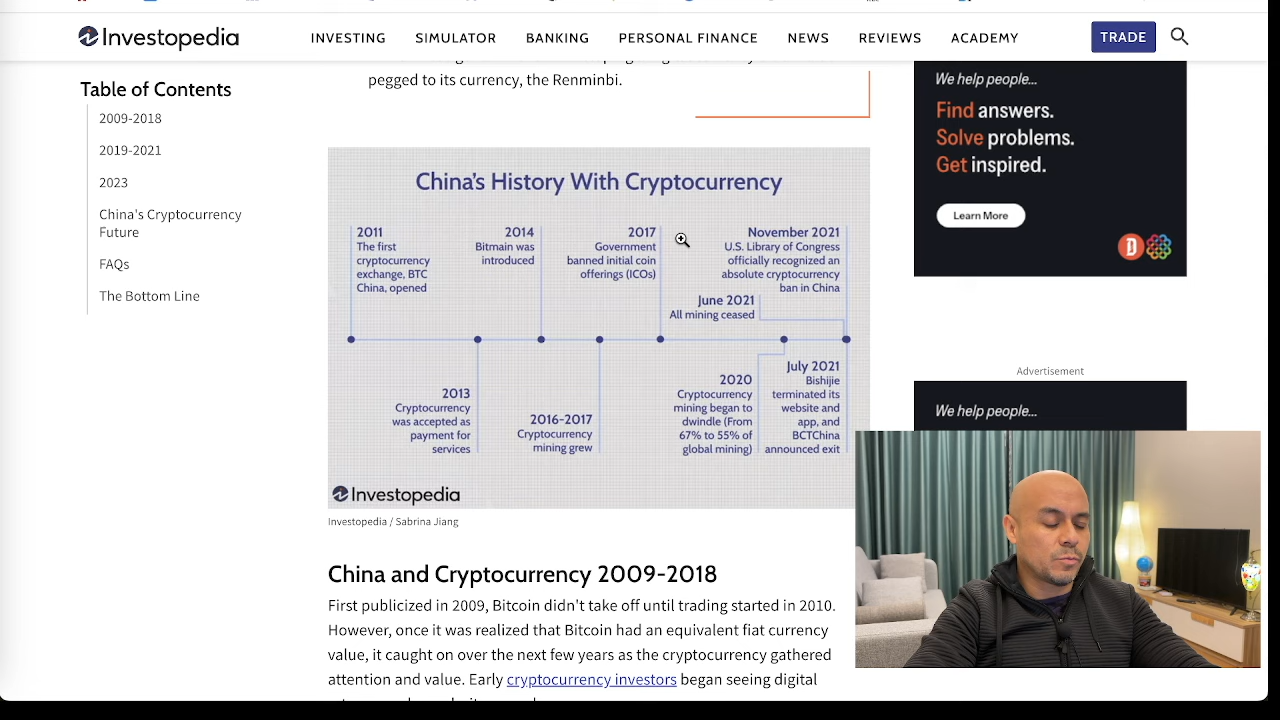 Investopedia
INVESTING
SIMULATOR
BANKING
PERSONAL FINANCE
NEWS
REVIEWS
ACADEMY
TRADE
Table of Contents
2009-2018
2019-2021
2023
China's Cryptocurrency
Future
FAQs
The Bottom Line
pegged to its currency, the Renminbi.
China's History With Cryptocurrency
2011
The first
cryptocurrency
exchange, BTC
China, opened
2014
Bitmain was
introduced
2017
Government
banned initial coin
offerings (ICOs)
November 2021
U.S. Library of Congress
officially recognized an
absolute cryptocurrency
ban in China
June 2021
All mining ceased
2013
Cryptocurrency
was accepted as
payment for
services
2016-2017
Cryptocurrency
mining grew
2020
Cryptocurrency
mining began to
dwindle (From
67% to 55% of
global mining)
July 2021
Bishijie
terminated its
website and
app, and
BCTChina
announced exit
Investopedia
Investopedia / Sabrina Jiang
China and Cryptocurrency 2009-2018
First publicized in 2009, Bitcoin didn't take off until trading started in 2010.
However, once it was realized that Bitcoin had an equivalent fiat currency
value, it caught on over the next few years as the cryptocurrency gathered
attention and value. Early cryptocurrency investors began seeing digital
We help people...
Find answers.
Solve problems.
Get inspired.
Learn More
D
Advertisement
We help people...